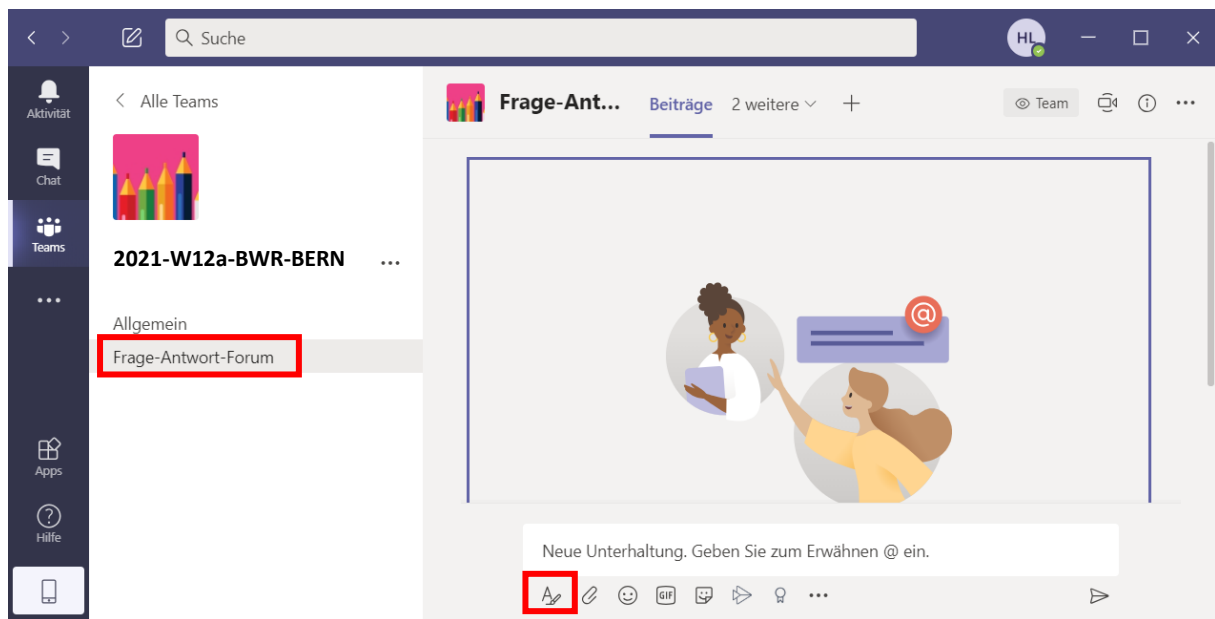 Suche
HL
Aktivität
Chat
Teams
Apps
Hilfe
Alle Teams
2021-W12a-BWR-BERN ...
Allgemein
Frage-Antwort-Forum
Frage-Ant... Beiträge 2 weitere + Team
@
Neue Unterhaltung. Geben Sie zum Erwähnen @ ein.
GIF